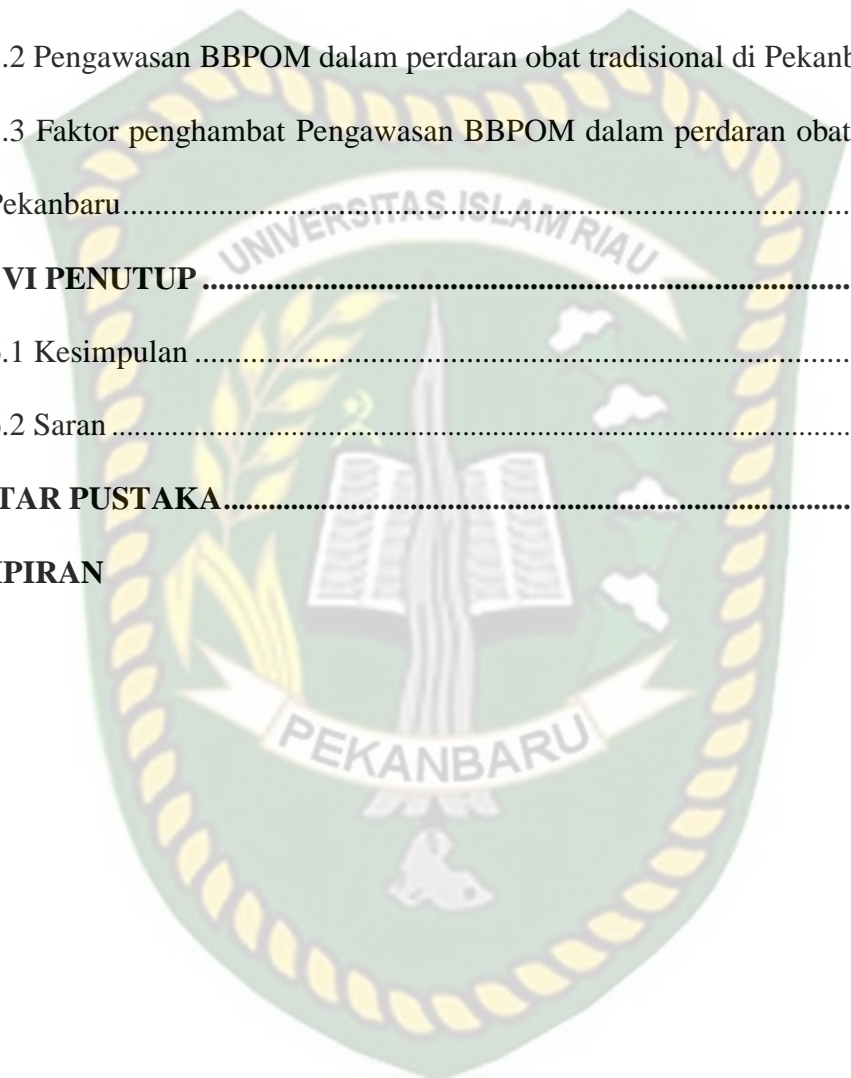 .2 Pengawasan BBPOM dalam perdaran obat tradisional di Pekanb
.3 Faktor penghambat Pengawasan BBPOM dalam perdaran obat
Pekanbaru...............................................................................................
UNIVERSITAS ISLAM RIAU
VI PENUTUP ...................................................................................
.1 Kesimpulan ....................................................................................
.2 Saran ...............................................................................................
TAR PUSTAKA................................................................................
PIRAN
PEKANBARU